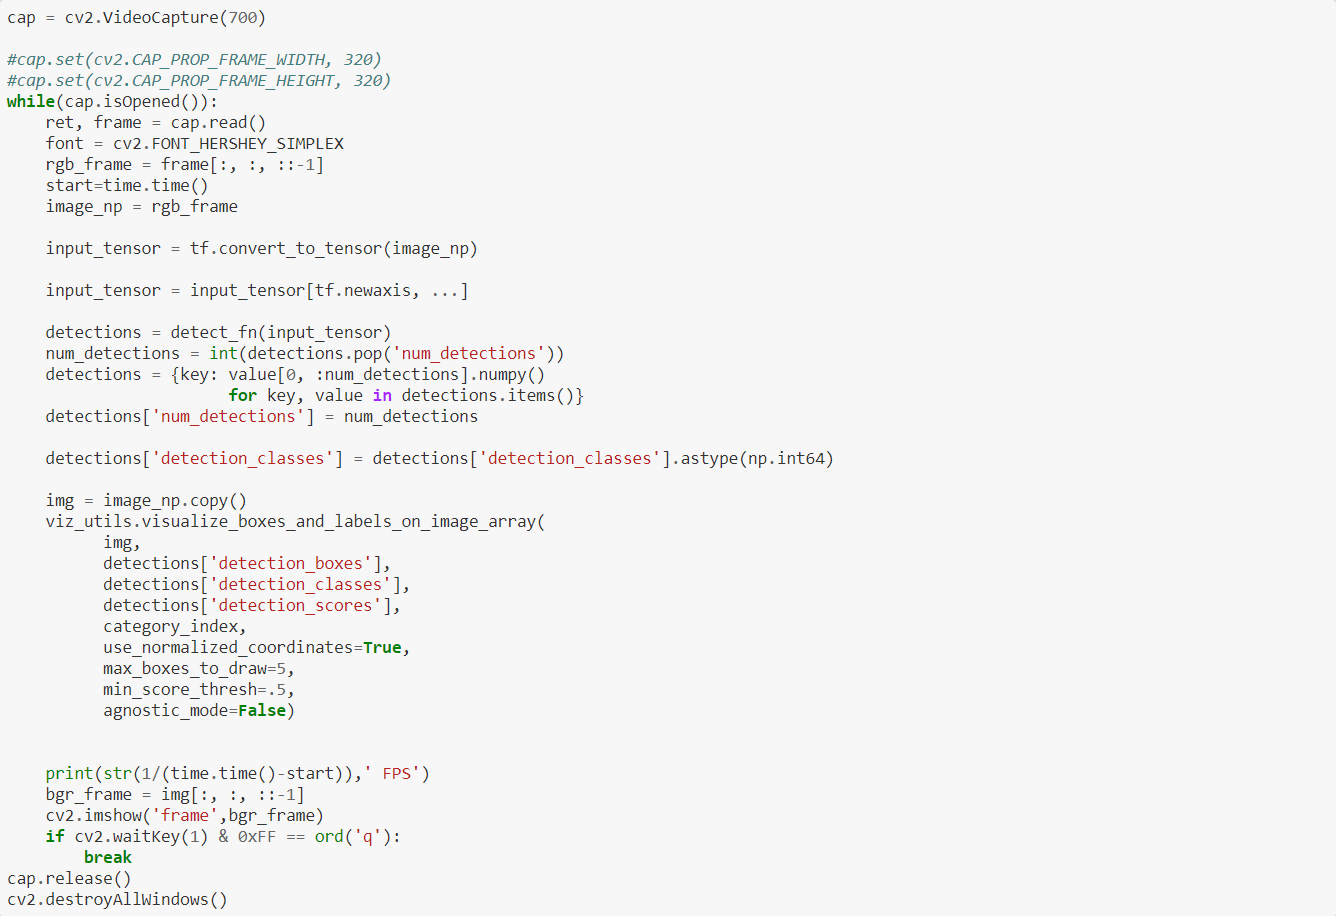 cap = cv2.VideoCapture(700)
#cap.set(cv2.CAP_PROP_FRAME_WIDTH, 320)
#cap.set(cv2.CAP_PROP_FRAME_HEIGHT, 320)
while(cap.isOpened()):
    ret, frame = cap.read()
    font = cv2.FONT_HERSHEY_SIMPLEX
    rgb_frame = frame[:, :, ::-1]
    start=time.time()
    image_np = rgb_frame
    input_tensor = tf.convert_to_tensor(image_np)
    input_tensor = input_tensor[tf.newaxis, ...]
    detections = detect_fn(input_tensor)
    num_detections = int(detections.pop('num_detections'))
    detections = {key: value[0, :num_detections].numpy()
                       for key, value in detections.items()}
    detections['num_detections'] = num_detections
    detections['detection_classes'] = detections['detection_classes'].astype(np.int64)
    img = image_np.copy()
    viz_utils.visualize_boxes_and_labels_on_image_array(
          img,
          detections['detection_boxes'],
          detections['detection_classes'],
          detections['detection_scores'],
          category_index,
          use_normalized_coordinates=True,
          max_boxes_to_draw=5,
          min_score_thresh=.5,
          agnostic_mode=False)
    print(str(1/(time.time()-start)),' FPS')
    bgr_frame = img[:, :, ::-1]
    cv2.imshow('frame',bgr_frame)
    if cv2.waitKey(1) & 0xFF == ord('q'):
        break
cap.release()
cv2.destroyAllWindows()